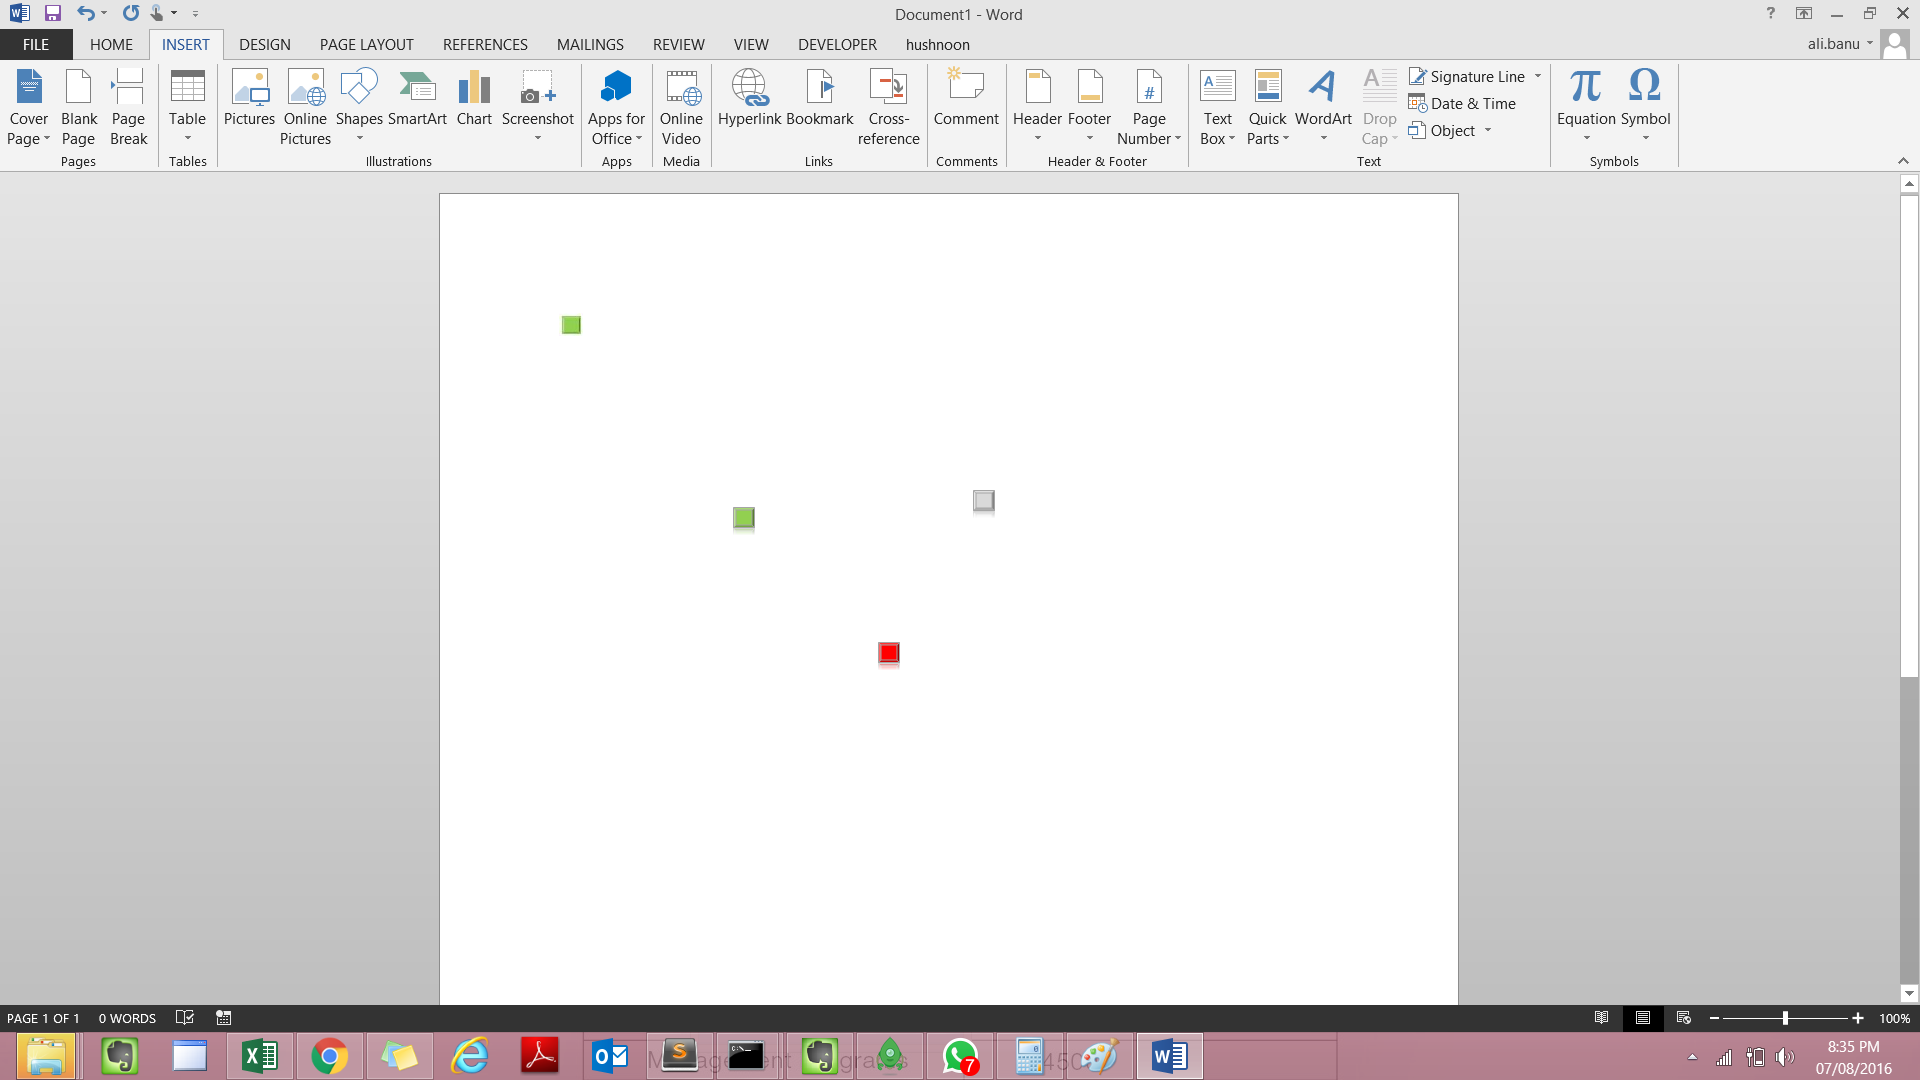 Document1 - Word
?
FILE HOME INSERT DESIGN PAGE LAYOUT REFERENCES MAILINGS REVIEW VIEW DEVELOPER hushnoon ali.banu
Cover Page
Blank Page
Page Break
Pages
Table
Tables
Pictures
Online Pictures
Shapes
SmartArt
Chart
Screenshot
Illustrations
Apps for Office
Apps
Online Video
Media
Hyperlink
Bookmark
Cross-reference
Links
Comment
Comments
Header
Footer
Page Number
Header & Footer
Text Box
Quick Parts
WordArt
Drop Cap
Signature Line
Date & Time
Object
Text
Equation
Symbol
Symbols
PAGE 1 OF 1 0 WORDS 100%
7
8:35 PM
07/08/2016